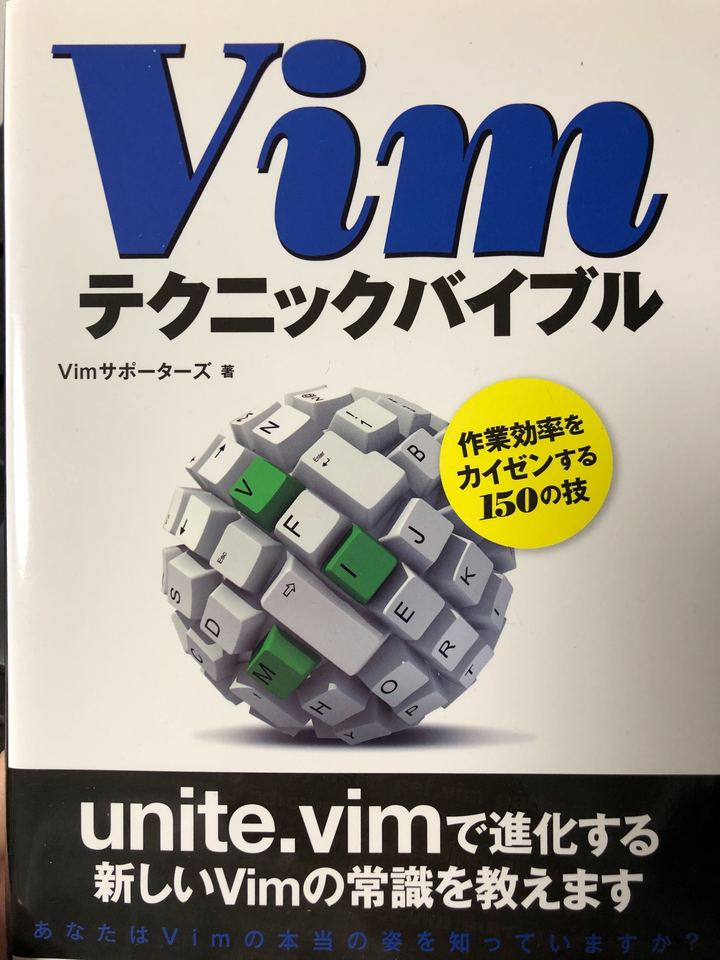 Vim
テクニックバイブル
Vimサポーターズ 著
作業効率を
カイゼンする
150の技
N
i1
B
Enter
V
F
I
J
K
Esc
S
D
E
R
M
O
H
P
unite.vimで進化する
新しいVimの常識を教えます
あなたはVimの本当の姿を知っていますか?